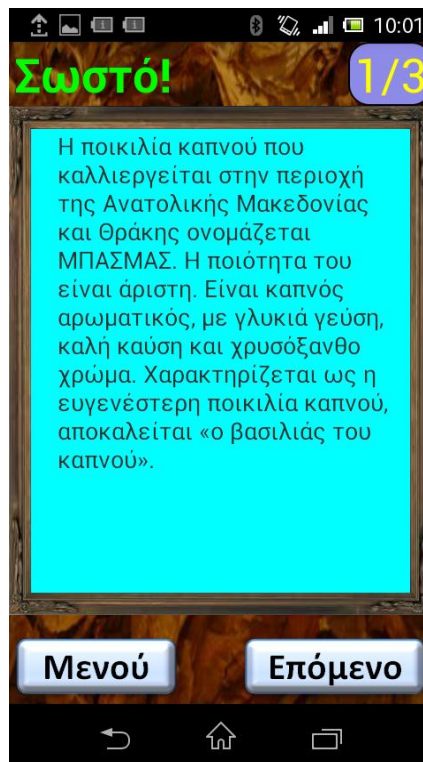 10:01
Σωστό!
1/3
Η ποικιλία καπνού που
καλλιεργείται στην περιοχή
της Ανατολικής Μακεδονίας
και Θράκης ονομάζεται
ΜΠΑΣΜΑΣ. Η ποιότητα του
είναι άριστη. Είναι καπνός
αρωματικός, με γλυκιά γεύση,
καλή καύση και χρυσόξανθο
χρώμα. Χαρακτηρίζεται ως η
ευγενέστερη ποικιλία καπνού,
αποκαλείται «ο βασιλιάς του
καπνού».
Μενού
Επόμενο